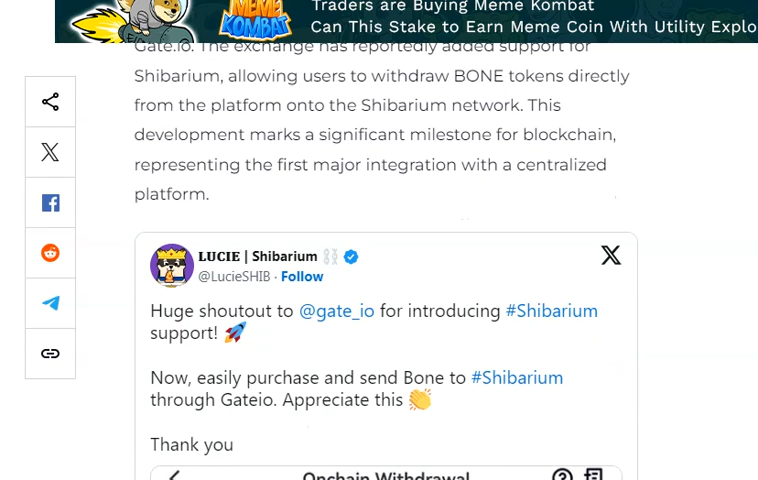 Traders are Buying Meme Kombat
MEME
KOMBAT
Can This Stake to Earn Meme Coin With Utility Explo
Gate.io. The exchange has reportedly added support for
Shibarium, allowing users to withdraw BONE tokens directly
from the platform onto the Shibarium network. This
development marks a significant milestone for blockchain,
representing the first major integration with a centralized
platform.
LUCIE | Shibarium
@LucieSHIB · Follow
Huge shoutout to @gate_io for introducing #Shibarium
support! 🚀
Now, easily purchase and send Bone to #Shibarium
through Gateio. Appreciate this 👏
Thank you
Onchain Withdrawal